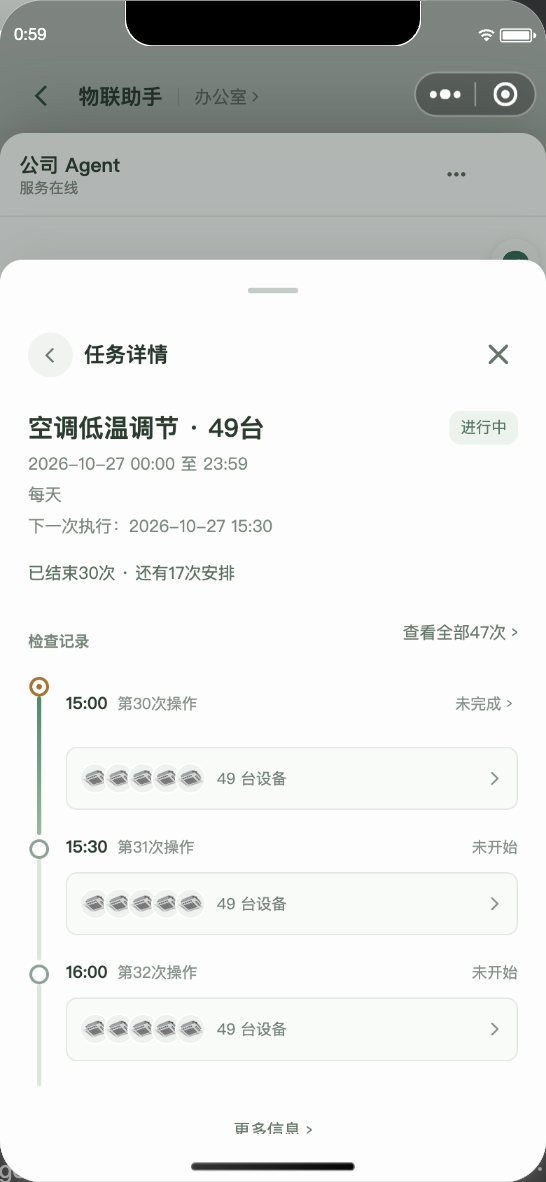 0:59
物联助手
办公室 >
公司 Agent
服务在线
任务详情
空调低温调节 · 49台
进行中
2026-10-27 00:00 至 23:59
每天
下一次执行：2026-10-27 15:30
已结束30次 · 还有17次安排
检查记录
查看全部47次 >
15:00 第30次操作
未完成 >
49 台设备
15:30 第31次操作
未开始
49 台设备
16:00 第32次操作
未开始
49 台设备
更多信息 >